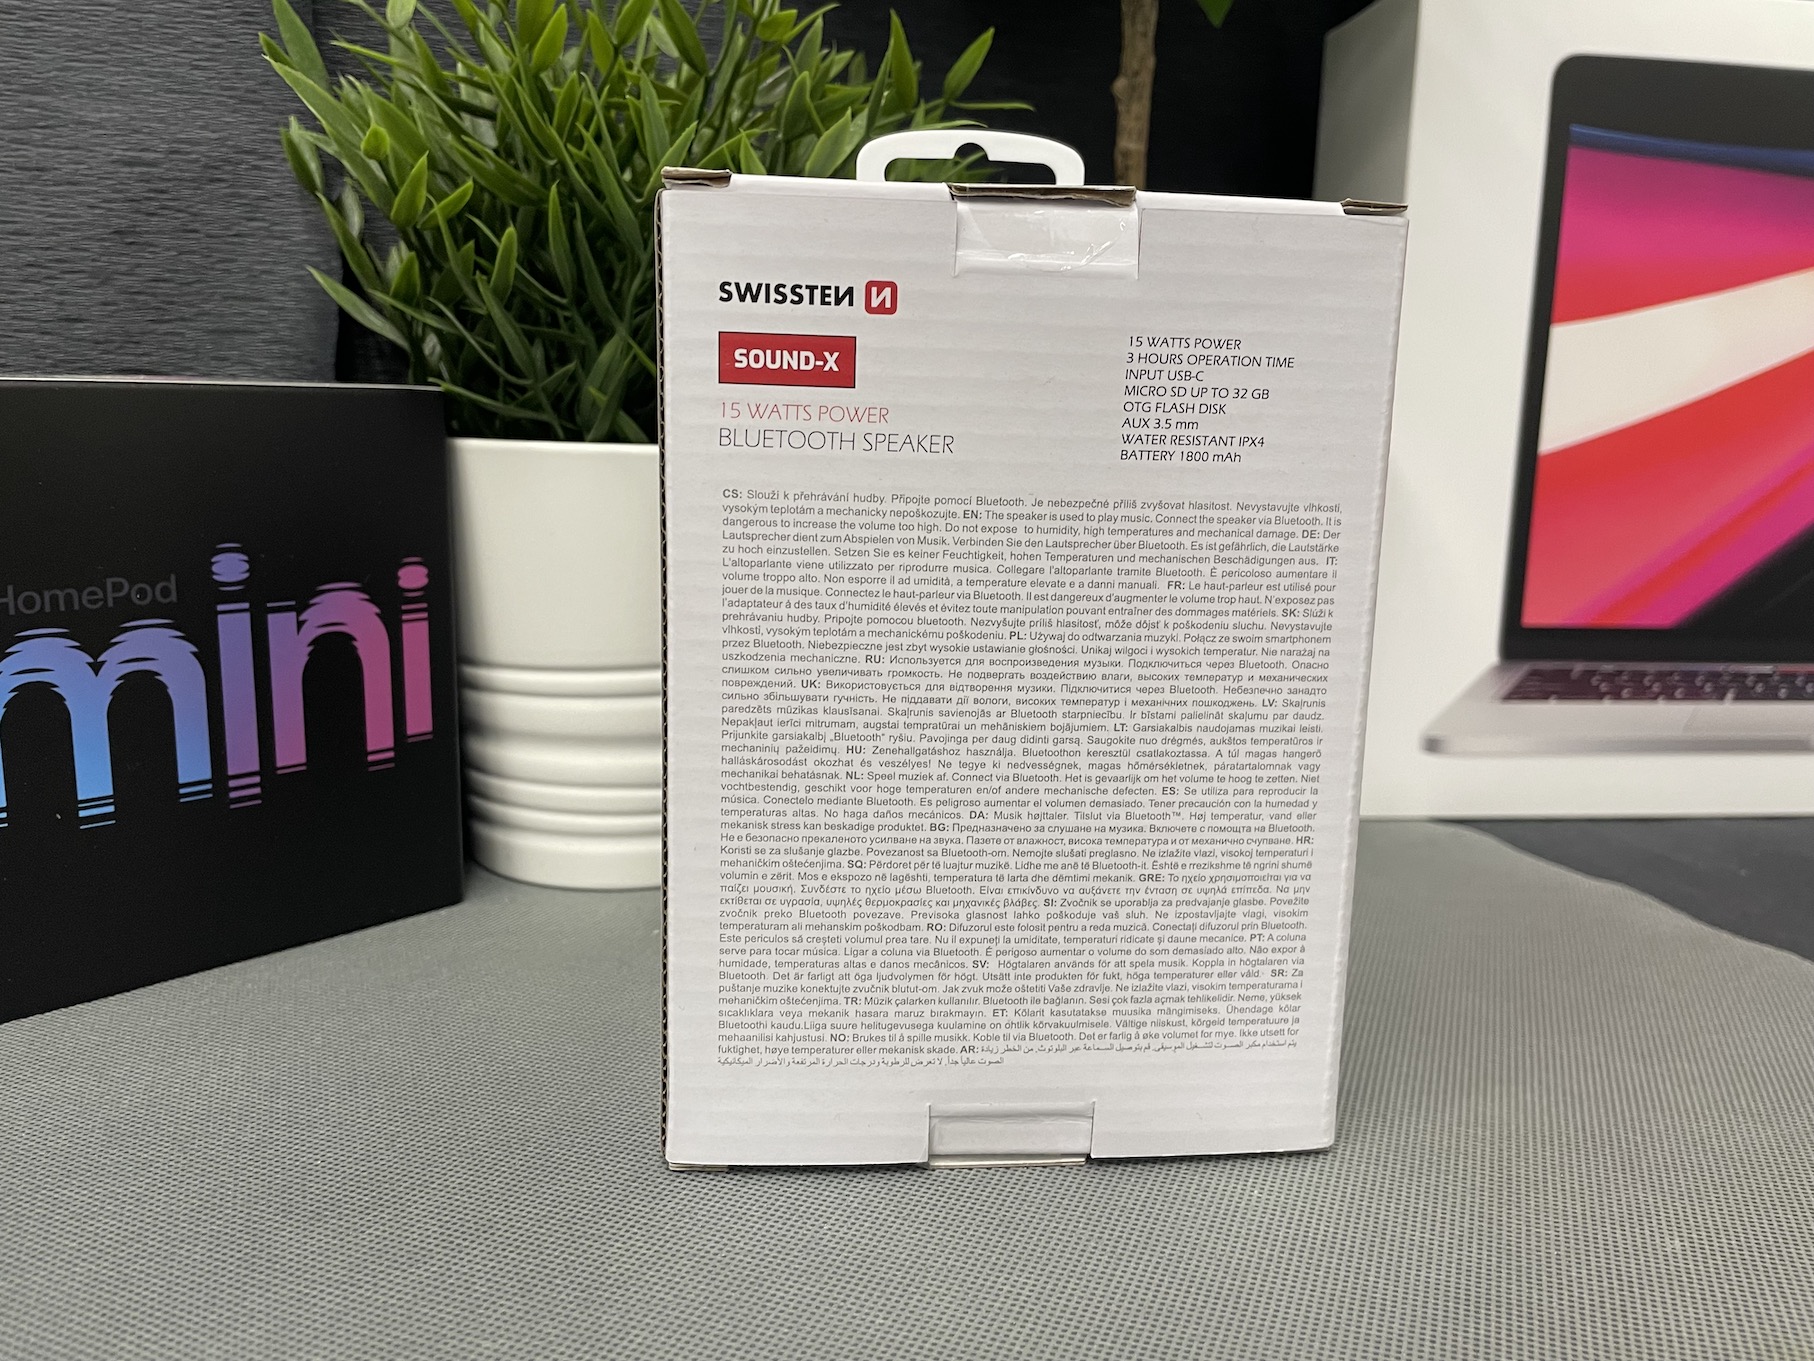 HomePod
mini
SWISSTEN N
SOUND-X
15 WATTS POWER
BLUETOOTH SPEAKER
15 WATTS POWER
3 HOURS OPERATION TIME
INPUT USB-C
MICRO SD UP TO 32 GB
OTG FLASH DISK
AUX 3.5 mm
WATER RESISTANT IPX4
BATTERY 1800 mAh
CS: Slouží k přehrávání hudby. Připojte pomocí Bluetooth. Je nebezpečné příliš zvyšovat hlasitost. Nevystavujte vlhkosti,
vysokým teplotám a mechanicky nepoškozujte. EN: The speaker is used to play music. Connect the speaker via Bluetooth. It is
dangerous to increase the volume too high. Do not expose to humidity, high temperatures and mechanical damage. DE: Der
Lautsprecher dient zum Abspielen von Musik. Verbinden Sie den Lautsprecher über Bluetooth. Es ist gefährlich, die Lautstärke
zu hoch einzustellen. Setzen Sie es keiner Feuchtigkeit, hohen Temperaturen und mechanischen Beschädigungen aus. IT:
L'altoparlante viene utilizzato per riprodurre musica. Collegare l'altoparlante tramite Bluetooth. È pericoloso aumentare il
volume troppo alto. Non esporre il ad umidità, a temperature elevate e a danni manuali. FR: Le haut-parleur est utilisé pour
jouer de la musique. Connectez le haut-parleur via Bluetooth. Il est dangereux d'augmenter le volume trop haut. N'exposez pas
l'adaptateur á des taux d'humidité élevés et évitez toute manipulation pouvant entraîner des dommages matériels. SK: Slúži k
prehrávaniu hudby. Pripojte pomocou bluetooth. Nezvyšujte príliš hlasitosť, môže dôjsť k poškodeniu sluchu. Nevystavujte
vlhkosti, vysokým teplotám a mechanickému poškodeniu. PL: Używaj do odtwarzania muzyki. Połącz ze swoim smartphonem
przez Bluetooth. Niebezpieczne jest zbyt wysokie ustawianie głośności. Unikaj wilgoci i wysokich temperatur. Nie narażaj na
uszkodzenia mechaniczne. RU: Используется для воспроизведения музыки. Подключиться через Bluetooth. Опасно
слишком сильно увеличивать громкость. Не подвергать воздействию влаги, высоких температур и механических
повреждений. UK: Використовується для відтворення музики. Підключитися через Bluetooth. Небезпечно занадто
сильно збільшувати гучність. Не піддавати дії вологи, високих температур і механічних пошкоджень. LV: Skaļrunis
paredzēts mūzikas klausīšanai. Skaļrunis savienojās ar Bluetooth starpniecību. Ir bīstami palielināt skaļumu par daudz.
Nepakļaut ierīci mitrumam, augstai tempratūrai un mehāniskiem bojājumiem. LT: Garsiakalbis naudojamas muzikai leisti.
Prijunkite garsiakalbį „Bluetooth“ ryšiu. Pavojinga per daug didinti garsą. Saugokite nuo drėgmės, aukštos temperatūros ir
mechaninių pažeidimų. HU: Zenehallgatáshoz használja. Bluetoothon keresztül csatlakoztassa. A túl magas hangerő
halláskárosodást okozhat és veszélyes! Ne tegye ki nedvességnek, magas hőmérsékletnek, páratartalomnak vagy
mechanikai behatásnak. NL: Speel muziek af. Connect via Bluetooth. Het is gevaarlijk om het volume te hoog te zetten. Niet
vochtbestendig, geschikt voor hoge temperaturen en/of andere mechanische defecten. ES: Se utiliza para reproducir la
música. Conectelo mediante Bluetooth. Es peligroso aumentar el volumen demasiado. Tener precaución con la humedad y
temperaturas altas. No haga daños mecánicos. DA: Musik højttaler. Tilslut via Bluetooth™. Høj temperatur, vand eller
mekanisk stress kan beskadige produktet. BG: Предназначено за слушане на музика. Включете с помощта на Bluetooth.
Не е безопасно прекаленото усилване на звука. Пазете от влажност, висока температура и от механично счупване. HR:
Koristi se za slušanje glazbe. Povezanost sa Bluetooth-om. Nemojte slušati preglasno. Ne izlažite vlazi, visokoj temperaturi i
mehaničkim oštećenjima. SQ: Përdoret për të luajtur muzikë. Lidhe me anë të Bluetooth-it. Është e rrezikshme të ngrini shumë
volumin e zërit. Mos e ekspozo në lagështi, temperatura të larta dhe dëmtimi mekanik. GRE: Το ηχείο χρησιμοποιείται για να
παίζει μουσική. Συνδέστε το ηχείο μέσω Bluetooth. Είναι επικίνδυνο να αυξάνετε την ένταση σε υψηλά επίπεδα. Να μην
εκτίθεται σε υγρασία, υψηλές θερμοκρασίες και μηχανικές βλάβες. SI: Zvočnik se uporablja za predvajanje glasbe. Povežite
zvočnik preko Bluetooth povezave. Previsoka glasnost lahko poškoduje vaš sluh. Ne izpostavljajte vlagi, visokim
temperaturam ali mehanskim poškodbam. RO: Difuzorul este folosit pentru a reda muzică. Conectați difuzorul prin Bluetooth.
Este periculos să creșteți volumul prea tare. Nu îl expuneți la umiditate, temperaturi ridicate și daune mecanice. PT: A coluna
serve para tocar música. Ligar a coluna via Bluetooth. É perigoso aumentar o volume do som demasiado alto. Não expor à
humidade, temperaturas altas e danos mecânicos. SV: Högtalaren används för att spela musik. Koppla in högtalaren via
Bluetooth. Det är farligt att öga ljudvolymen för högt. Utsätt inte produkten för fukt, höga temperaturer eller våld. SR: Za
puštanje muzike konektujte zvučnik blutut-om. Jak zvuk može oštetiti Vaše zdravlje. Ne izlažite vlazi, visokim temperaturama i
mehaničkim oštećenjima. TR: Müzik çalarken kullanılır. Bluetooth ile bağlanın. Sesi çok fazla açmak tehlikelidir. Neme, yüksek
sıcaklıklara veya mekanik hasara maruz bırakmayın. ET: Kõlarit kasutatakse muusika mängimiseks. Ühendage kõlar
Bluetoothi kaudu.Liiga suure helitugevusega kuulamine on ohtlik kõrvakuulmisele. Vältige niiskust, kõrgeid temperatuure ja
mehaanilisi kahjustusi. NO: Brukes til å spille musikk. Koble til via Bluetooth. Det er farlig å øke volumet for mye. Ikke utsett for
fuktighet, høye temperaturer eller mekanisk skade. AR: يتم استخدام مكبر الصوت لتشغيل الموسيقى. قم بتوصيل السماعة عبر البلوتوث. من الخطر زيادة
الصوت عالياً جداً. لا تعرض للرطوبة ودرجات الحرارة المرتفعة والأضرار الميكانيكية